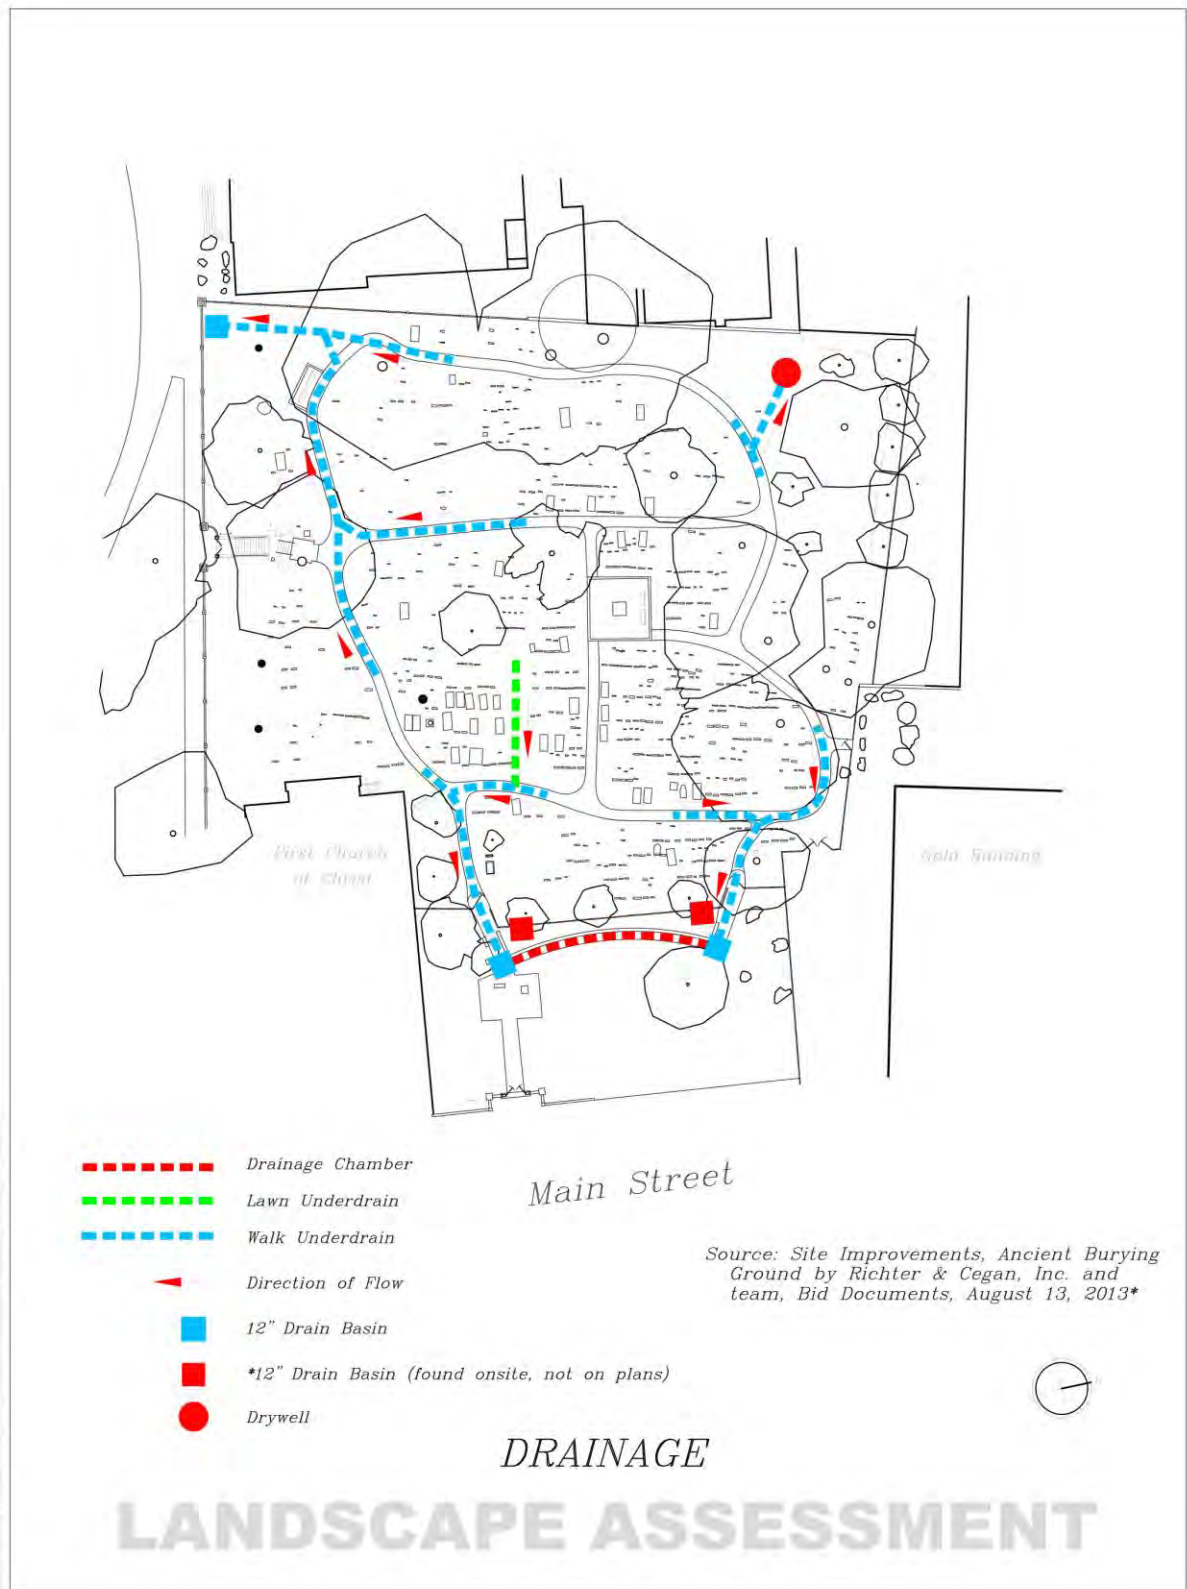 First Church
of Christ
Gold Building
Drainage Chamber
Lawn Underdrain
Walk Underdrain
Direction of Flow
12" Drain Basin
*12" Drain Basin (found onsite, not on plans)
Drywell
Main Street
Source: Site Improvements, Ancient Burying
Ground by Richter & Cegan, Inc. and
team, Bid Documents, August 13, 2013*
DRAINAGE
LANDSCAPE ASSESSMENT